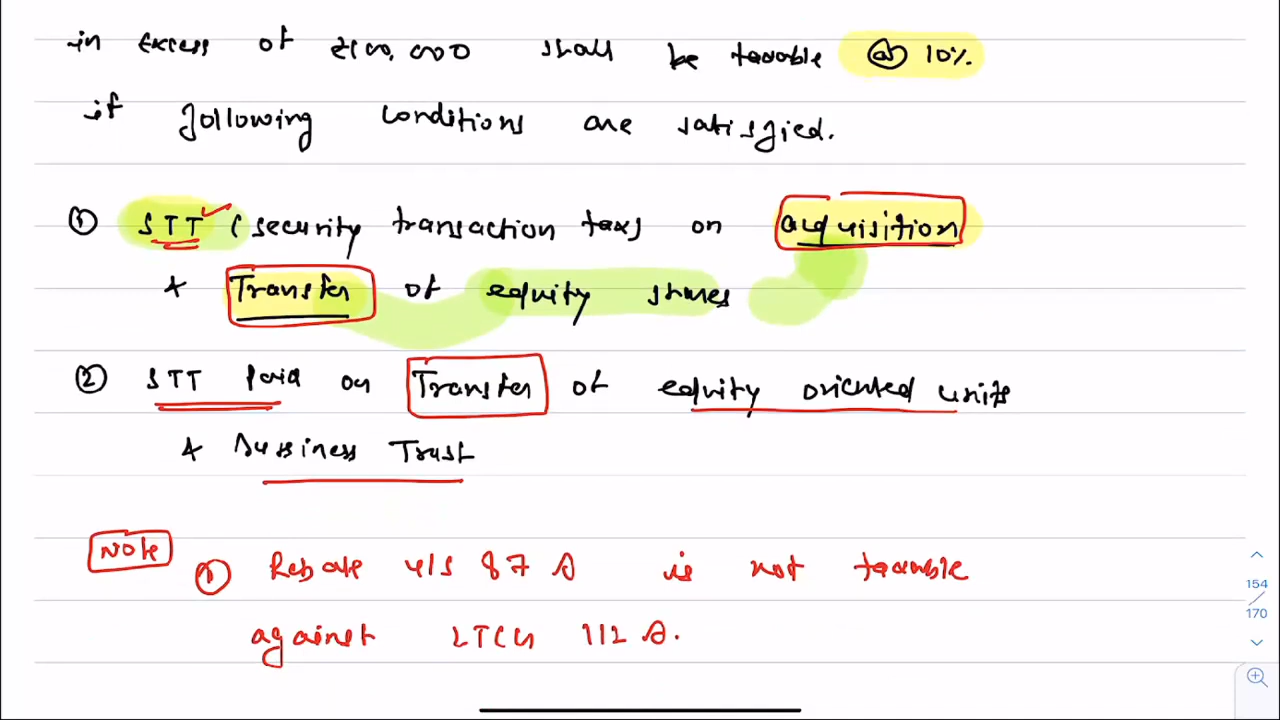 in excess of ₹100,000 shall be taxable @ 10%
if following conditions are satisfied.
① STT (security transaction taxs on acquisition
& Transfer of equity shares
② STT Paid on Transfer of equity oriented units
& Bussiness Trust
Note
① Rebate u/s 87 A is not taxable
against LTCG 112 A.
154
170